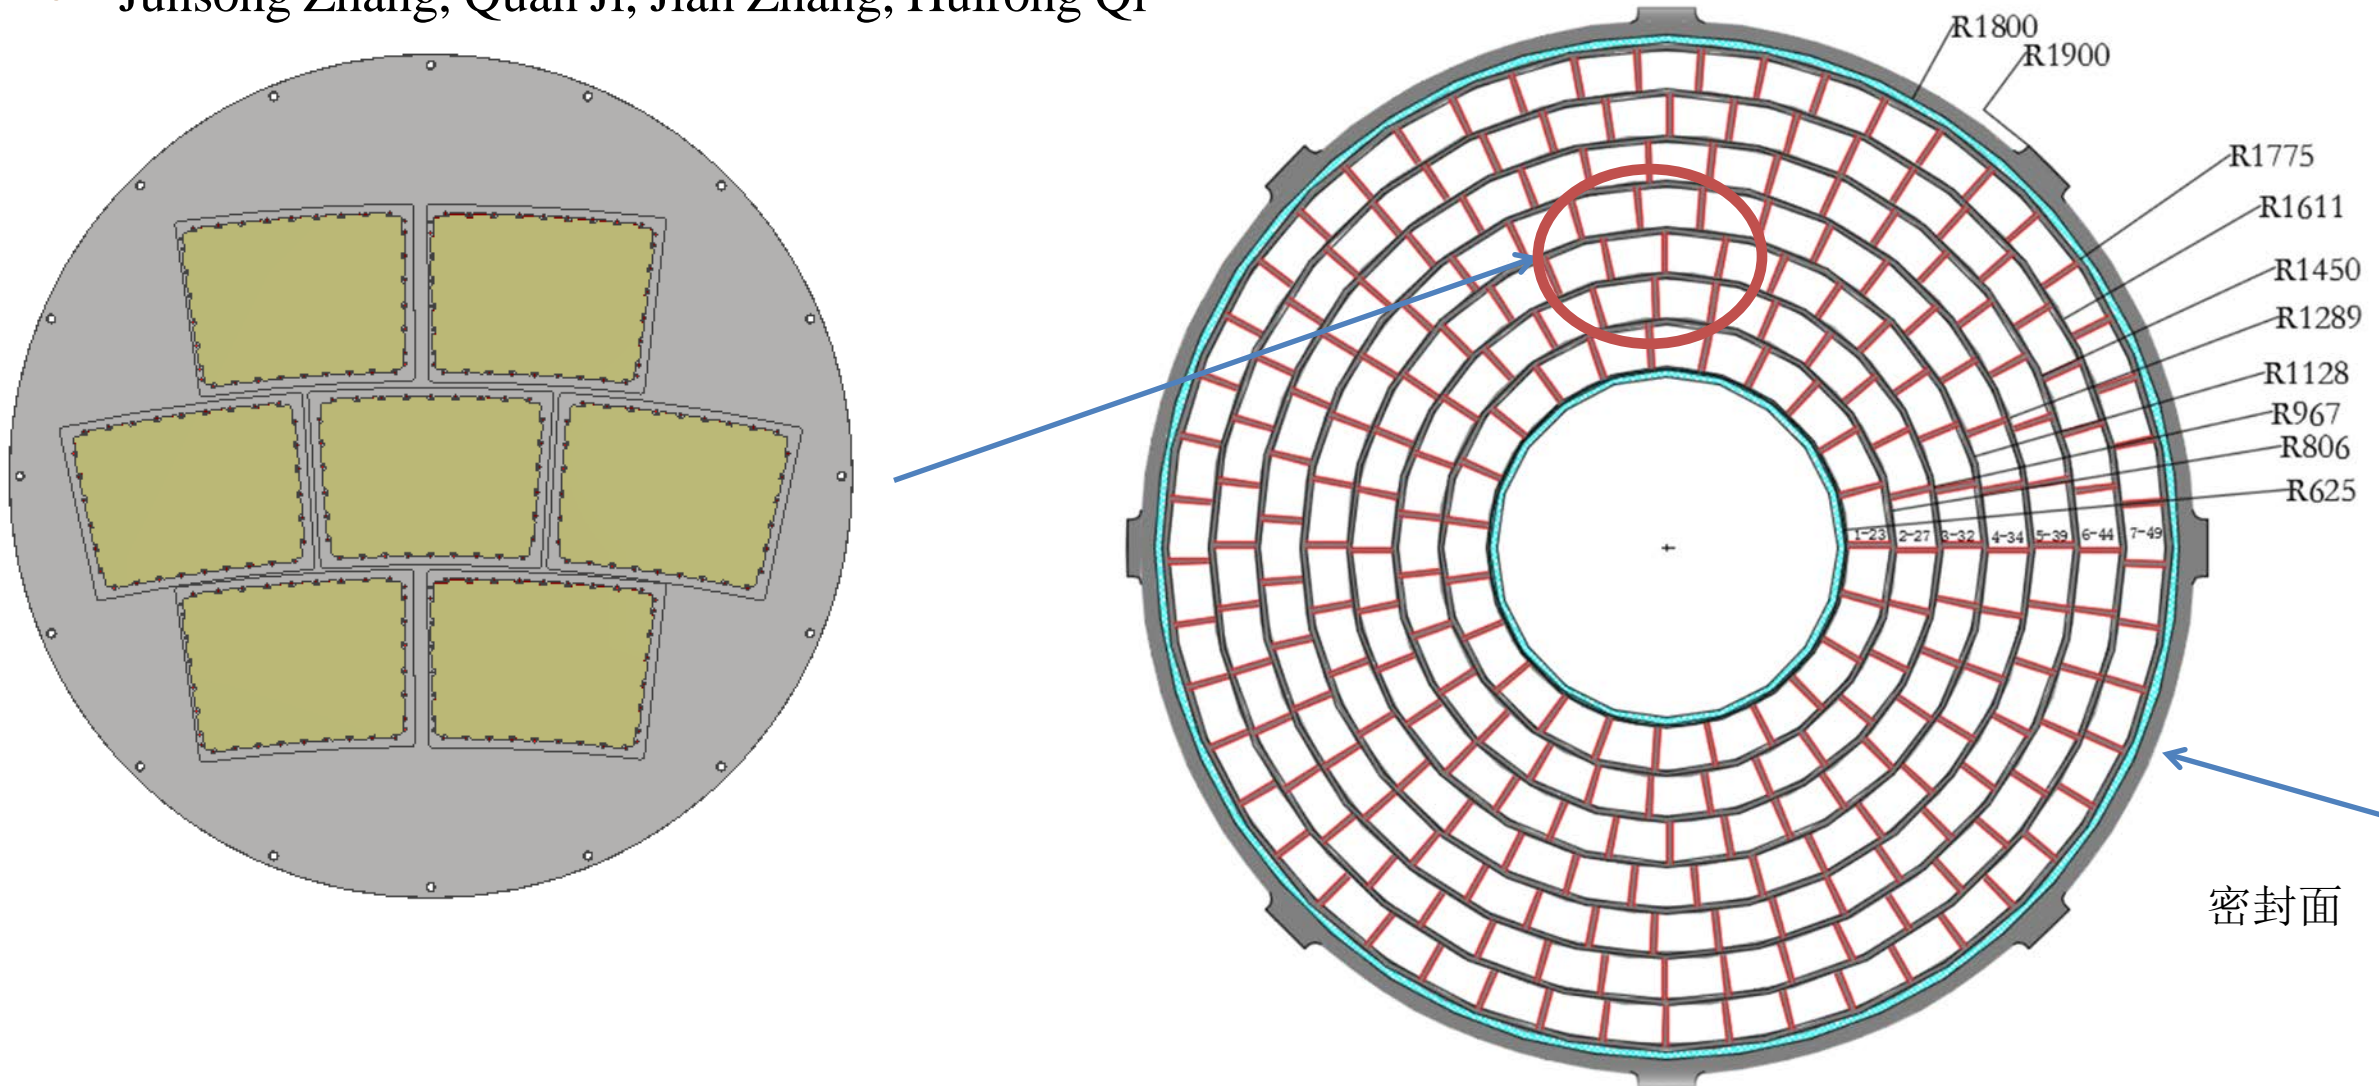 Junsong Zhang, Quan Ji, Jian Zhang, Huirong Qi
R1800
R1900
R1775
R1611
R1450
R1289
R1128
R967
R806
R625
1-23 2-27 3-32 4-34 5-39 6-44 7-49
密封面